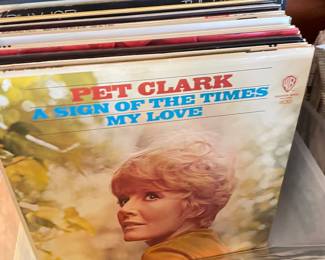 PET CLARK
A SIGN OF THE TIMES
MY LOVE